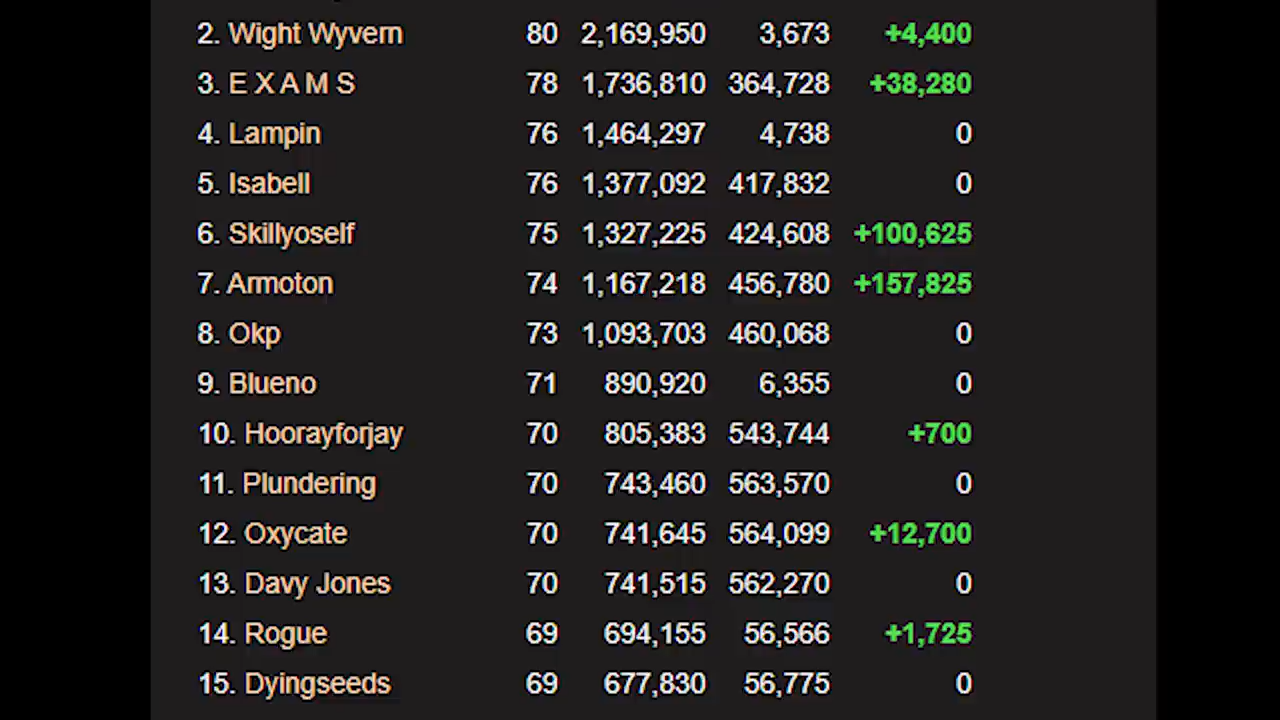 2. Wight Wyvern 80 2,169,950 3,673 +4,400
3. E X A M S 78 1,736,810 364,728 +38,280
4. Lampin 76 1,464,297 4,738 0
5. Isabell 76 1,377,092 417,832 0
6. Skillyoself 75 1,327,225 424,608 +100,625
7. Armoton 74 1,167,218 456,780 +157,825
8. Okp 73 1,093,703 460,068 0
9. Blueno 71 890,920 6,355 0
10. Hoorayforjay 70 805,383 543,744 +700
11. Plundering 70 743,460 563,570 0
12. Oxycate 70 741,645 564,099 +12,700
13. Davy Jones 70 741,515 562,270 0
14. Rogue 69 694,155 56,566 +1,725
15. Dyingseeds 69 677,830 56,775 0